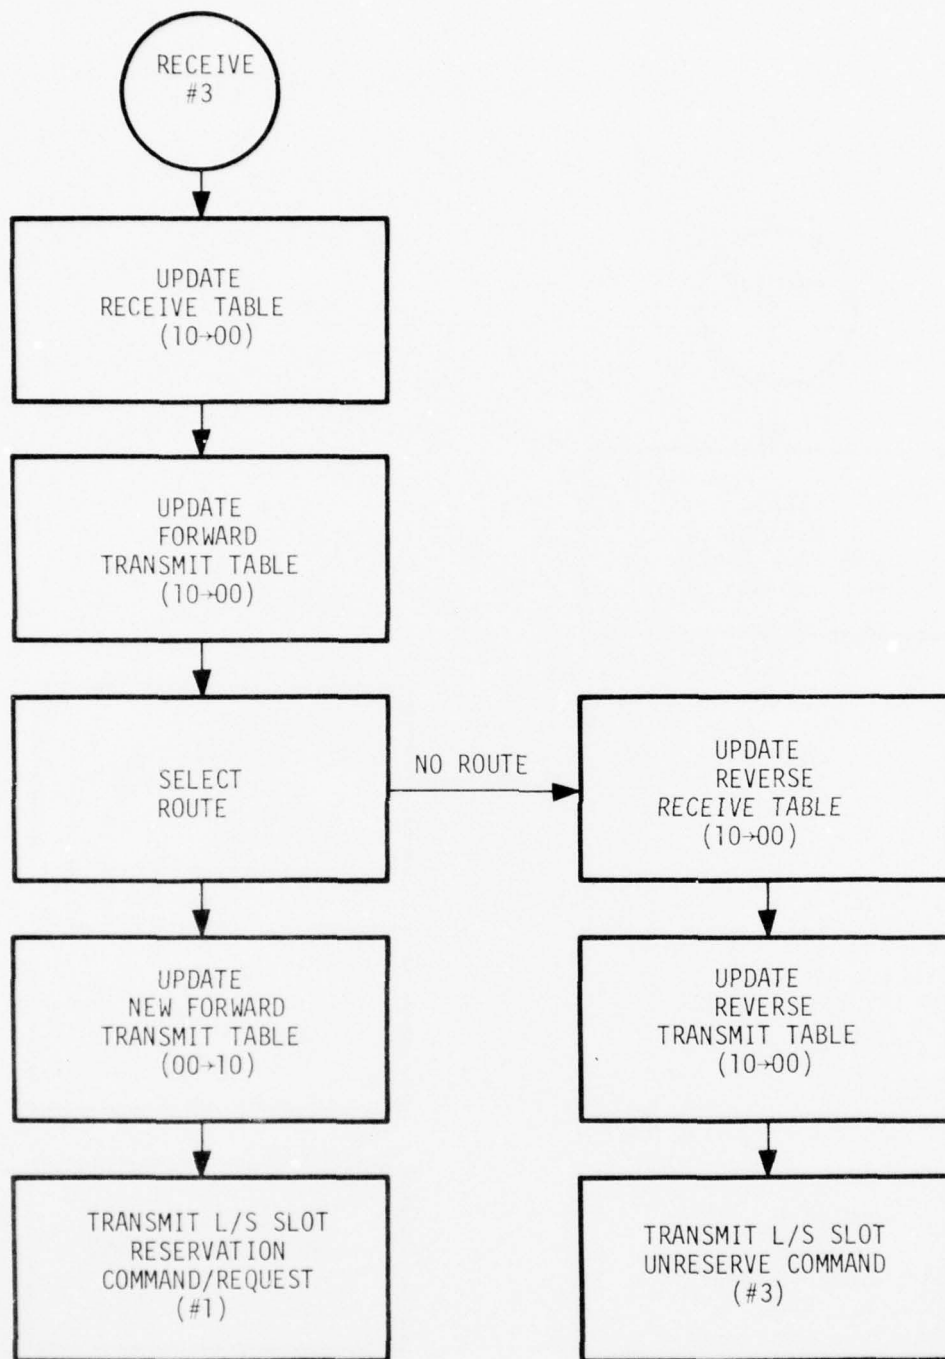 RECEIVE
#3
UPDATE
RECEIVE TABLE
(10→00)
UPDATE
FORWARD
TRANSMIT TABLE
(10→00)
SELECT
ROUTE
NO ROUTE
UPDATE
REVERSE
RECEIVE TABLE
(10→00)
UPDATE
NEW FORWARD
TRANSMIT TABLE
(00→10)
UPDATE
REVERSE
TRANSMIT TABLE
(10→00)
TRANSMIT L/S SLOT
RESERVATION
COMMAND/REQUEST
(#1)
TRANSMIT L/S SLOT
UNRESERVE COMMAND
(#3)